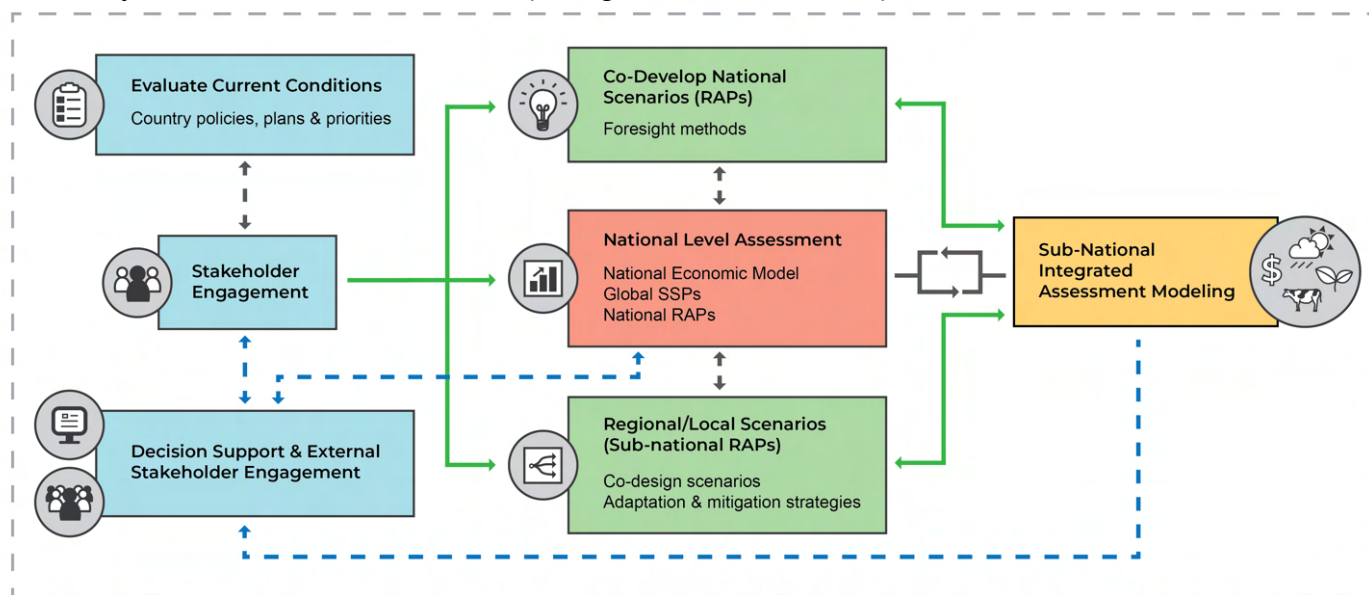 Evaluate Current Conditions
Country policies, plans & priorities
Stakeholder
Engagement
Decision Support & External
Stakeholder Engagement
Co-Develop National
Scenarios (RAPs)
Foresight methods
National Level Assessment
National Economic Model
Global SSPs
National RAPs
Regional/Local Scenarios
(Sub-national RAPs)
Co-design scenarios
Adaptation & mitigation strategies
Sub-National
Integrated
Assessment Modeling
$